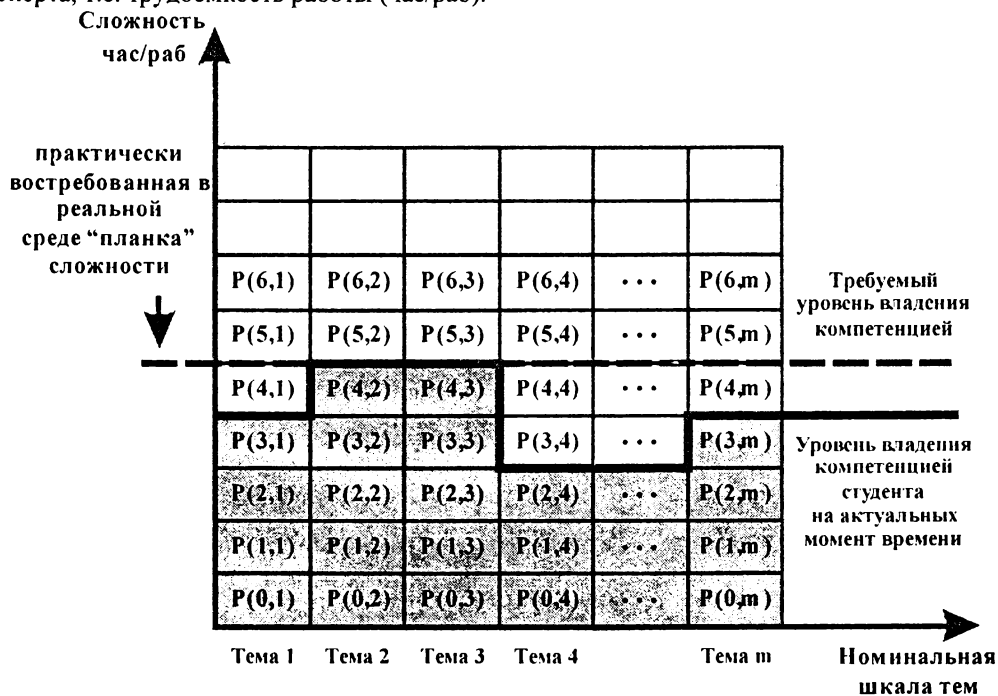 т.е. трудоемкость работы (час/раб).
Сложность
час/раб
практически
востребованная в
реальной
среде “планка”
сложности
P(6,1) P(6,2) P(6,3) P(6,4) ... P(6,m)
Требуемый
уровень владения
компетенцией
P(5,1) P(5,2) P(5,3) P(5,4) ... P(5,m)
P(4,1) P(4,2) P(4,3) P(4,4) ... P(4,m)
P(3,1) P(3,2) P(3,3) P(3,4) ... P(3,m)
Уровень владения
компетенцией
студента
на актуальных
момент времени
P(2,1) P(2,2) P(2,3) P(2,4) ... P(2,m)
P(1,1) P(1,2) P(1,3) P(1,4) ... P(1,m)
P(0,1) P(0,2) P(0,3) P(0,4) ... P(0,m)
Тема 1 Тема 2 Тема 3 Тема 4 Тема m
Номинальная
шкала тем